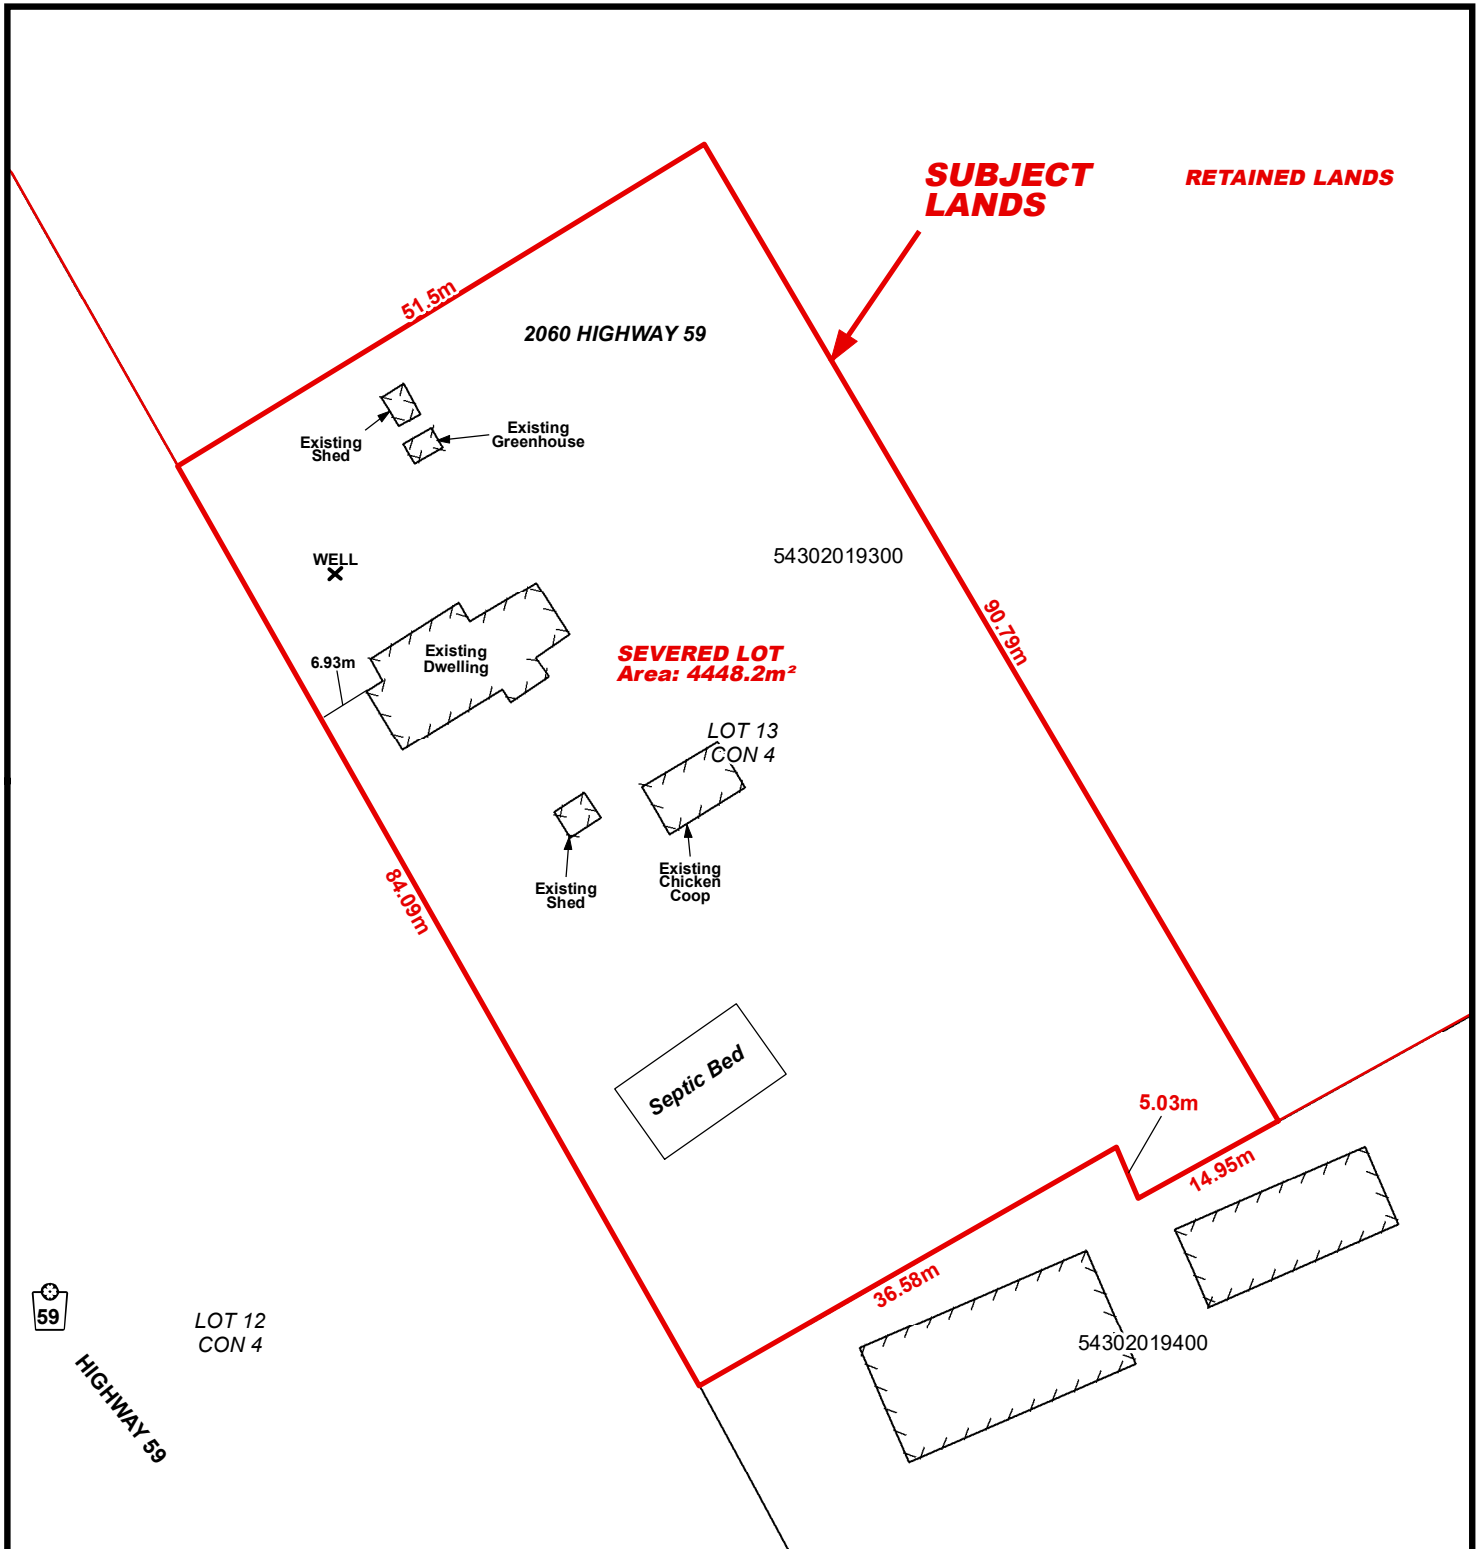 SUBJECT
LANDS
RETAINED LANDS
51.5m
2060 HIGHWAY 59
Existing
Shed
Existing
Greenhouse
WELL
54302019300
90.79m
6.93m
Existing
Dwelling
SEVERED LOT
Area: 4448.2m²
LOT 13
CON 4
84.09m
Existing
Shed
Existing
Chicken
Coop
Septic Bed
5.03m
14.95m
36.58m
59
LOT 12
CON 4
54302019400
HIGHWAY 59